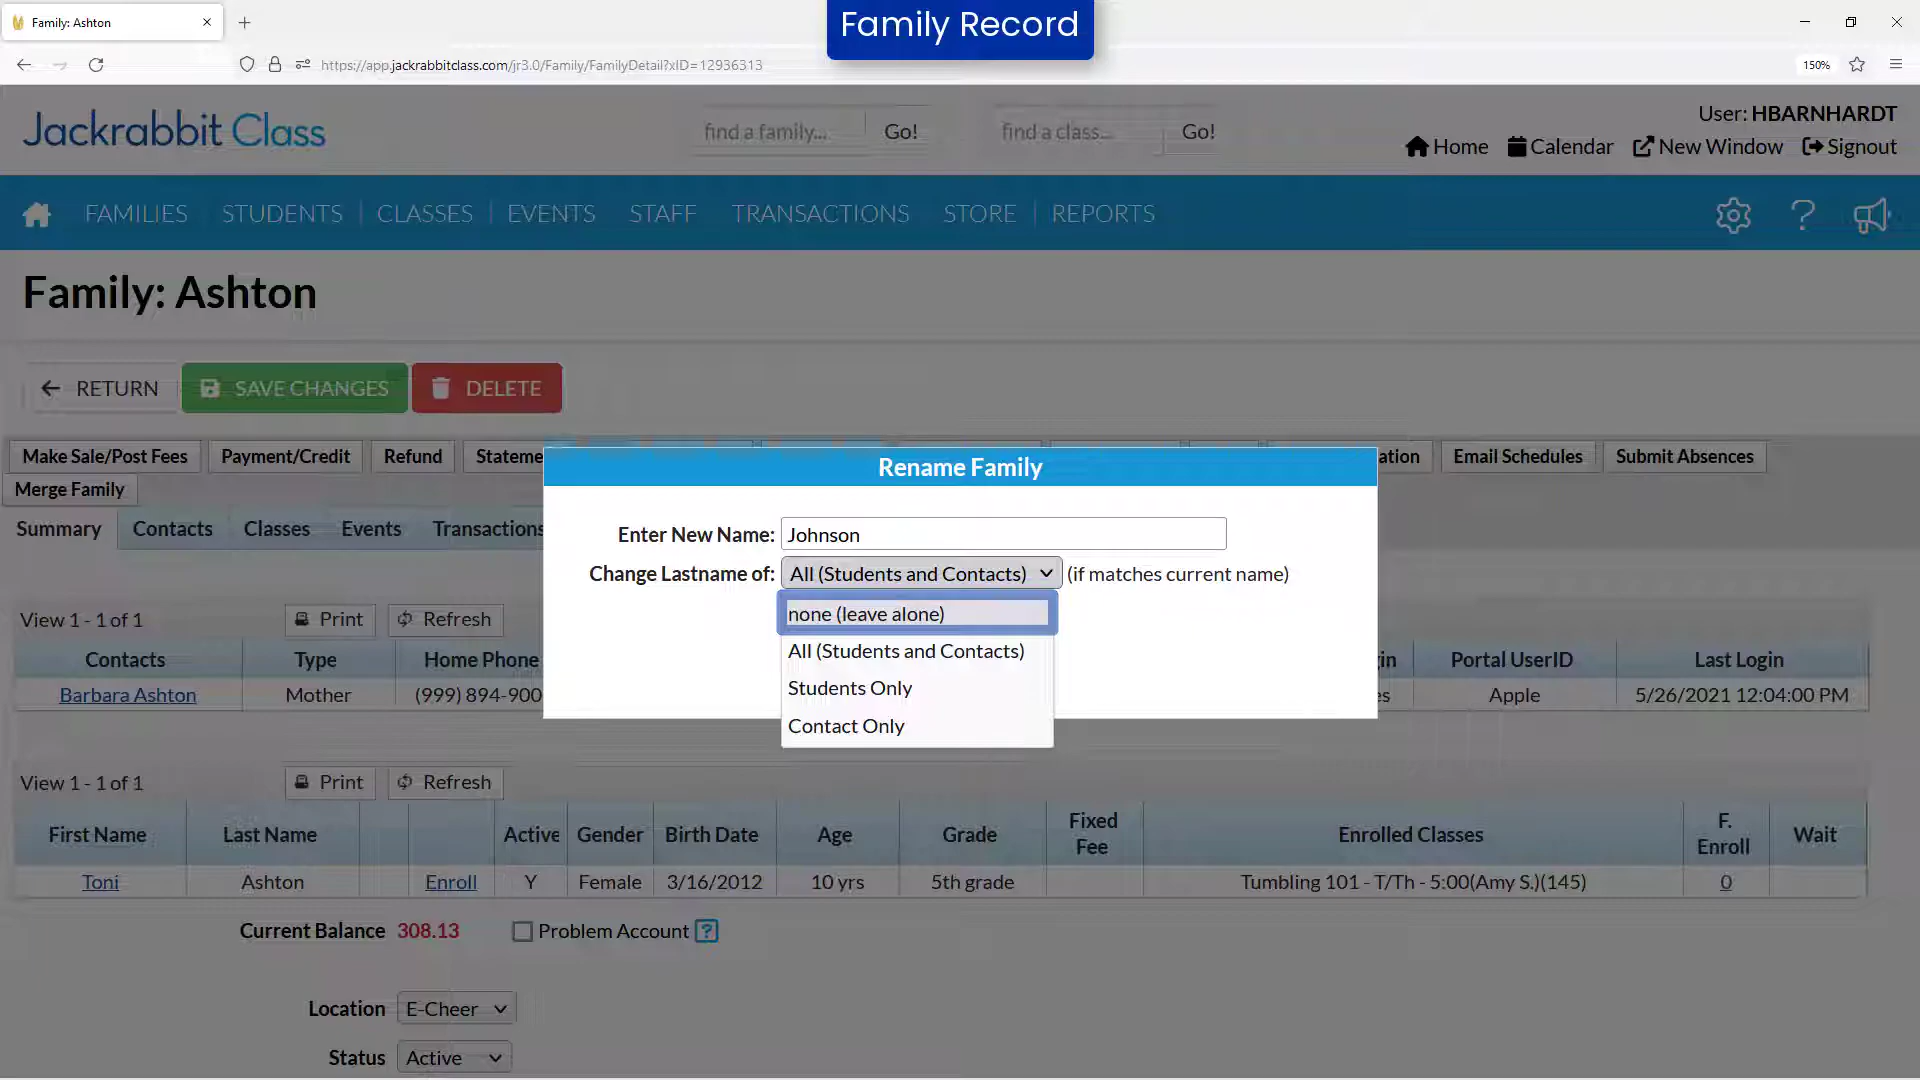 Family: Ashton
Family Record
https://app.jackrabbitclass.com/jr3.0/Family/FamilyDetail?xID=12936313
150%
Jackrabbit Class
find a family...
Go!
find a class...
Go!
User: HBARNHARDT
Home
Calendar
New Window
Signout
FAMILIES
STUDENTS
CLASSES
EVENTS
STAFF
TRANSACTIONS
STORE
REPORTS
Family: Ashton
RETURN
SAVE CHANGES
DELETE
Make Sale/Post Fees
Payment/Credit
Refund
Stateme
ation
Email Schedules
Submit Absences
Merge Family
Summary
Contacts
Classes
Events
Transactions
Rename Family
Enter New Name: Johnson
Change Lastname of: All (Students and Contacts) (if matches current name)
none (leave alone)
All (Students and Contacts)
Students Only
Contact Only
View 1 - 1 of 1
Print
Refresh
Contacts
Type
Home Phone
in
Portal UserID
Last Login
Barbara Ashton
Mother
(999) 894-900
es
Apple
5/26/2021 12:04:00 PM
View 1 - 1 of 1
Print
Refresh
First Name
Last Name
Active
Gender
Birth Date
Age
Grade
Fixed
Fee
Enrolled Classes
F.
Enroll
Wait
Toni
Ashton
Enroll
Y
Female
3/16/2012
10 yrs
5th grade
Tumbling 101 - T/Th - 5:00(Amy S.)(145)
0
Current Balance 308.13
Problem Account ?
Location E-Cheer
Status Active